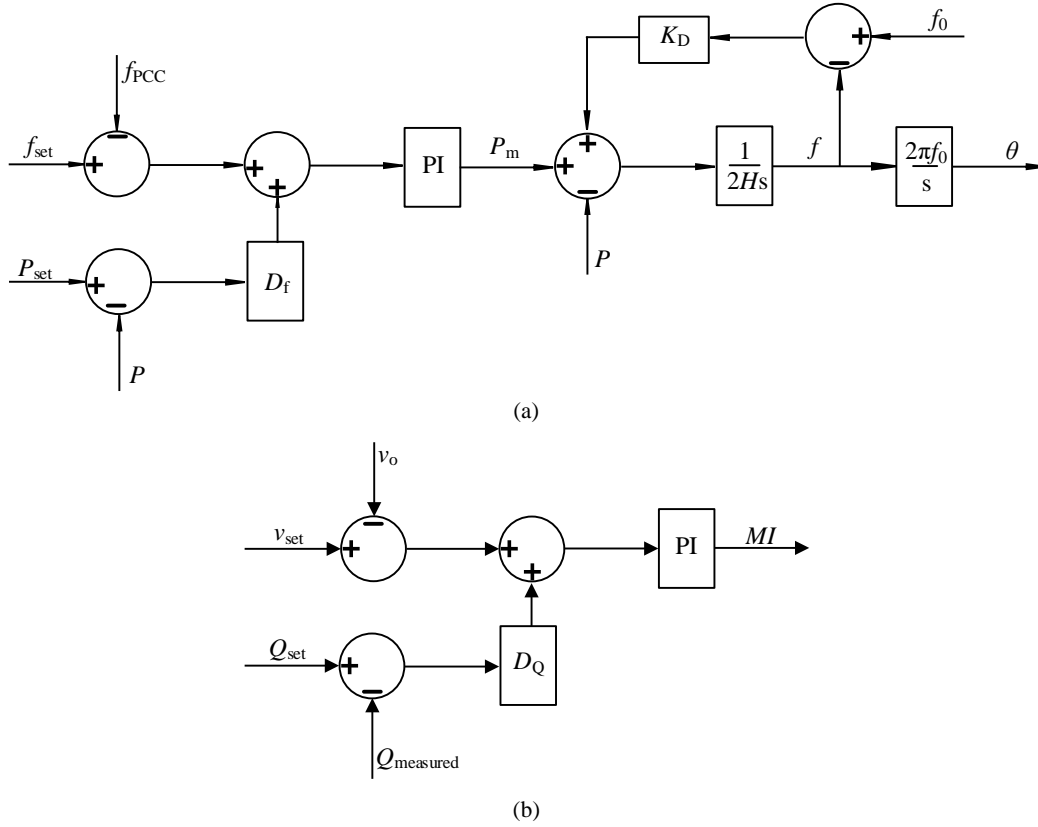 K_D
f_0
f_PCC
f_set
PI
P_m
1
2Hs
f
2πf_0
s
θ
P_set
D_f
P
P
(a)
v_o
v_set
PI
MI
Q_set
D_Q
Q_measured
(b)